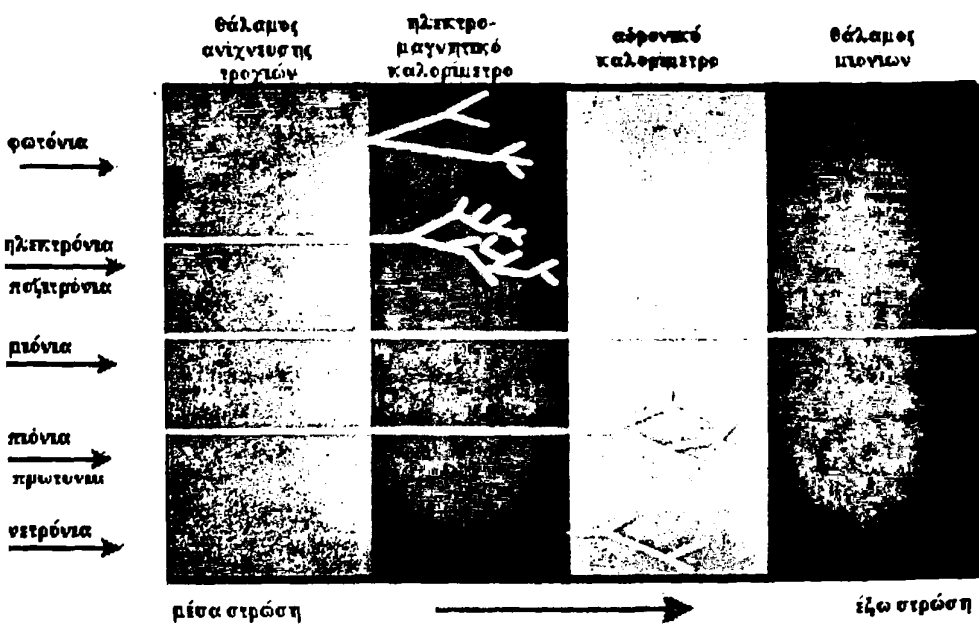 θάλαμος
ανίχνευσης
τροχιών
ηλεκτρο-
μαγνητικό
καλορίμετρο
αδρονικό
καλορίμετρο
θάλαμος
μιονίων
φωτόνια
ηλεκτρόνια
ποζιτρόνια
μιόνια
πιόνια
πρωτόνια
νετρόνια
μέσα στρώση
έξω στρώση